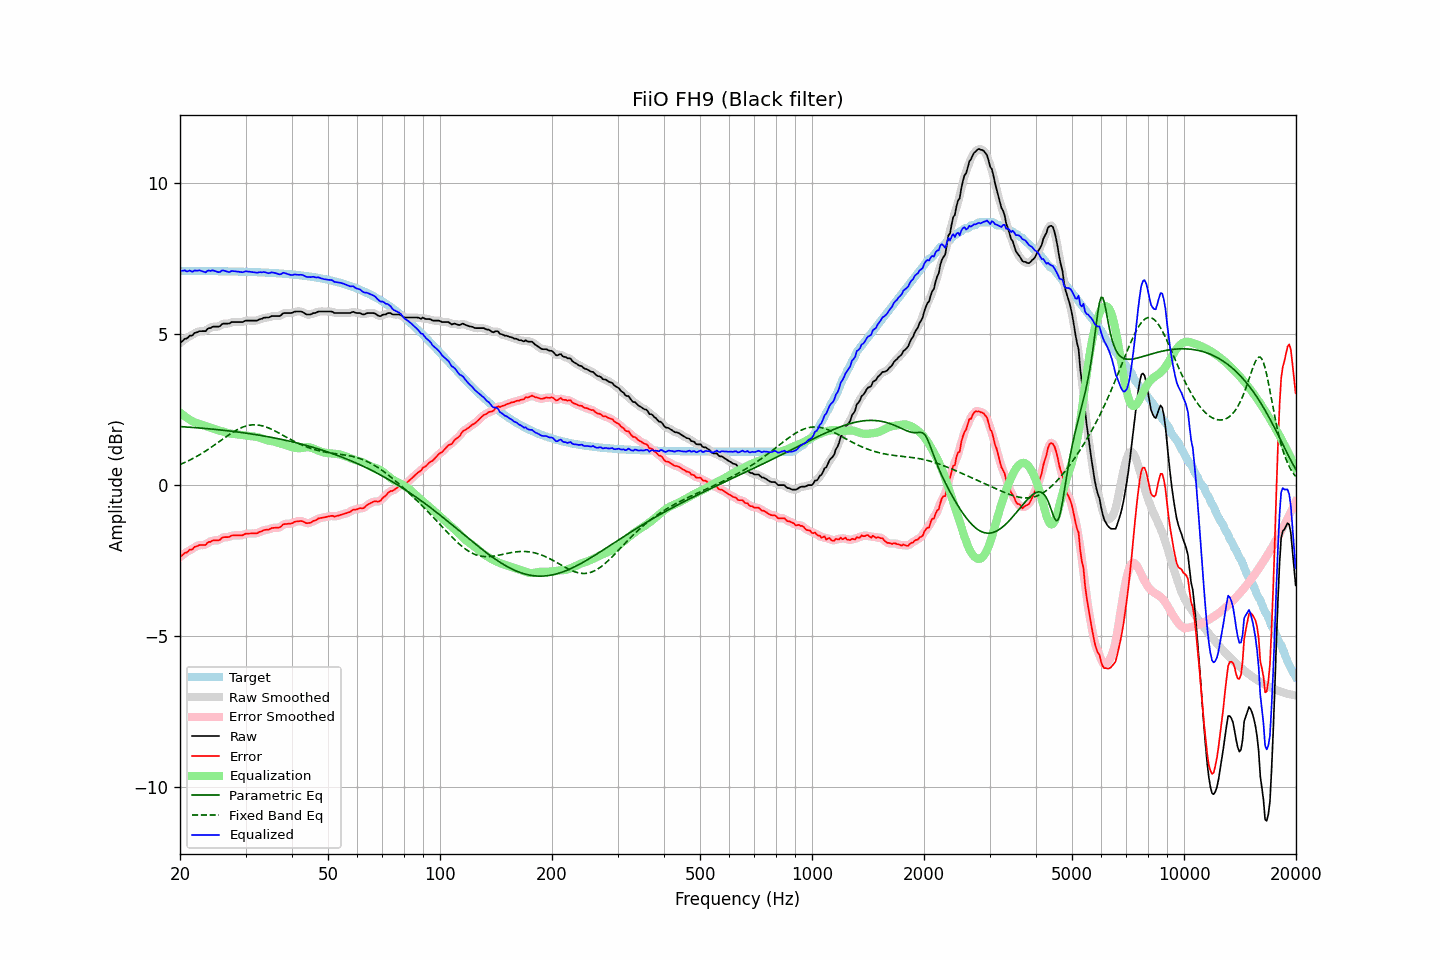 FiiO FH9 (Black filter)
Amplitude (dBr)
10
5
0
−5
−10
Target
Raw Smoothed
Error Smoothed
Raw
Error
Equalization
Parametric Eq
Fixed Band Eq
Equalized
20 50 100 200 500 1000 2000 5000 10000 20000
Frequency (Hz)